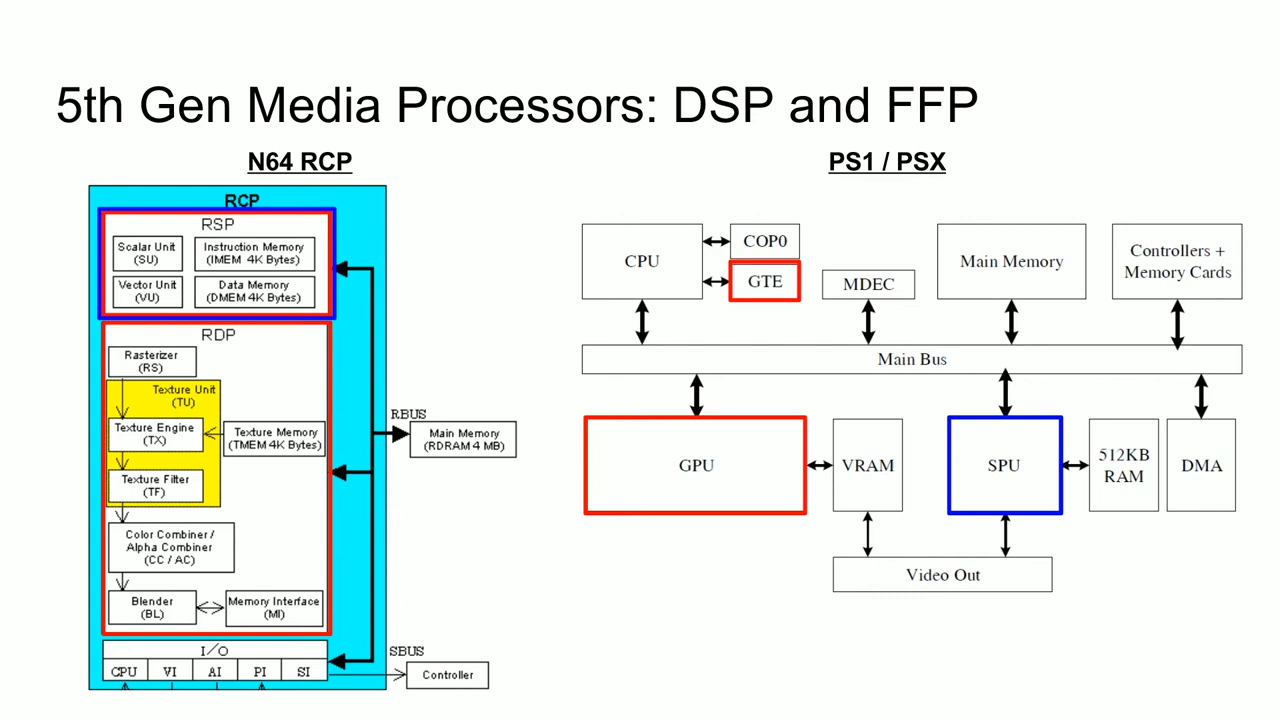 5th Gen Media Processors: DSP and FFP
N64 RCP
RCP
RSP
Scalar Unit
(SU)
Instruction Memory
(IMEM 4K Bytes)
Vector Unit
(VU)
Data Memory
(DMEM 4K Bytes)
RDP
Rasterizer
(RS)
Texture Unit
(TU)
Texture Engine
(TX)
Texture Memory
(TMEM 4K Bytes)
Texture Filter
(TF)
Color Combiner /
Alpha Combiner
(CC / AC)
Blender
(BL)
Memory Interface
(MI)
I/O
CPU
VI
AI
PI
SI
RBUS
Main Memory
(RDRAM 4 MB)
SBUS
Controller
PS1 / PSX
CPU
COP0
GTE
MDEC
Main Memory
Controllers +
Memory Cards
Main Bus
GPU
VRAM
SPU
512KB
RAM
DMA
Video Out